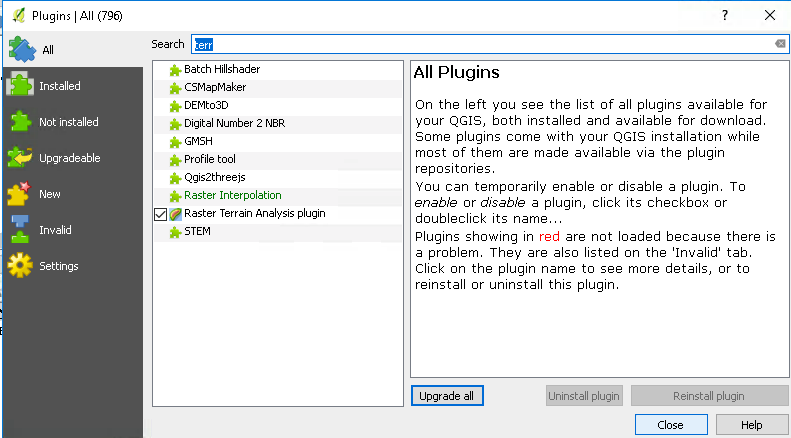 Plugins | All (796)
?
All
Search
terr
Installed
Not installed
Upgradeable
New
Invalid
Settings
Batch Hillshader
CSMapMaker
DEMto3D
Digital Number 2 NBR
GMSH
Profile tool
Qgis2threejs
Raster Interpolation
Raster Terrain Analysis plugin
STEM
All Plugins
On the left you see the list of all plugins available for
your QGIS, both installed and available for download.
Some plugins come with your QGIS installation while
most of them are made available via the plugin
repositories.
You can temporarily enable or disable a plugin. To
enable or disable a plugin, click its checkbox or
doubleclick its name...
Plugins showing in red are not loaded because there is
a problem. They are also listed on the 'Invalid' tab.
Click on the plugin name to see more details, or to
reinstall or uninstall this plugin.
Upgrade all
Uninstall plugin
Reinstall plugin
Close
Help